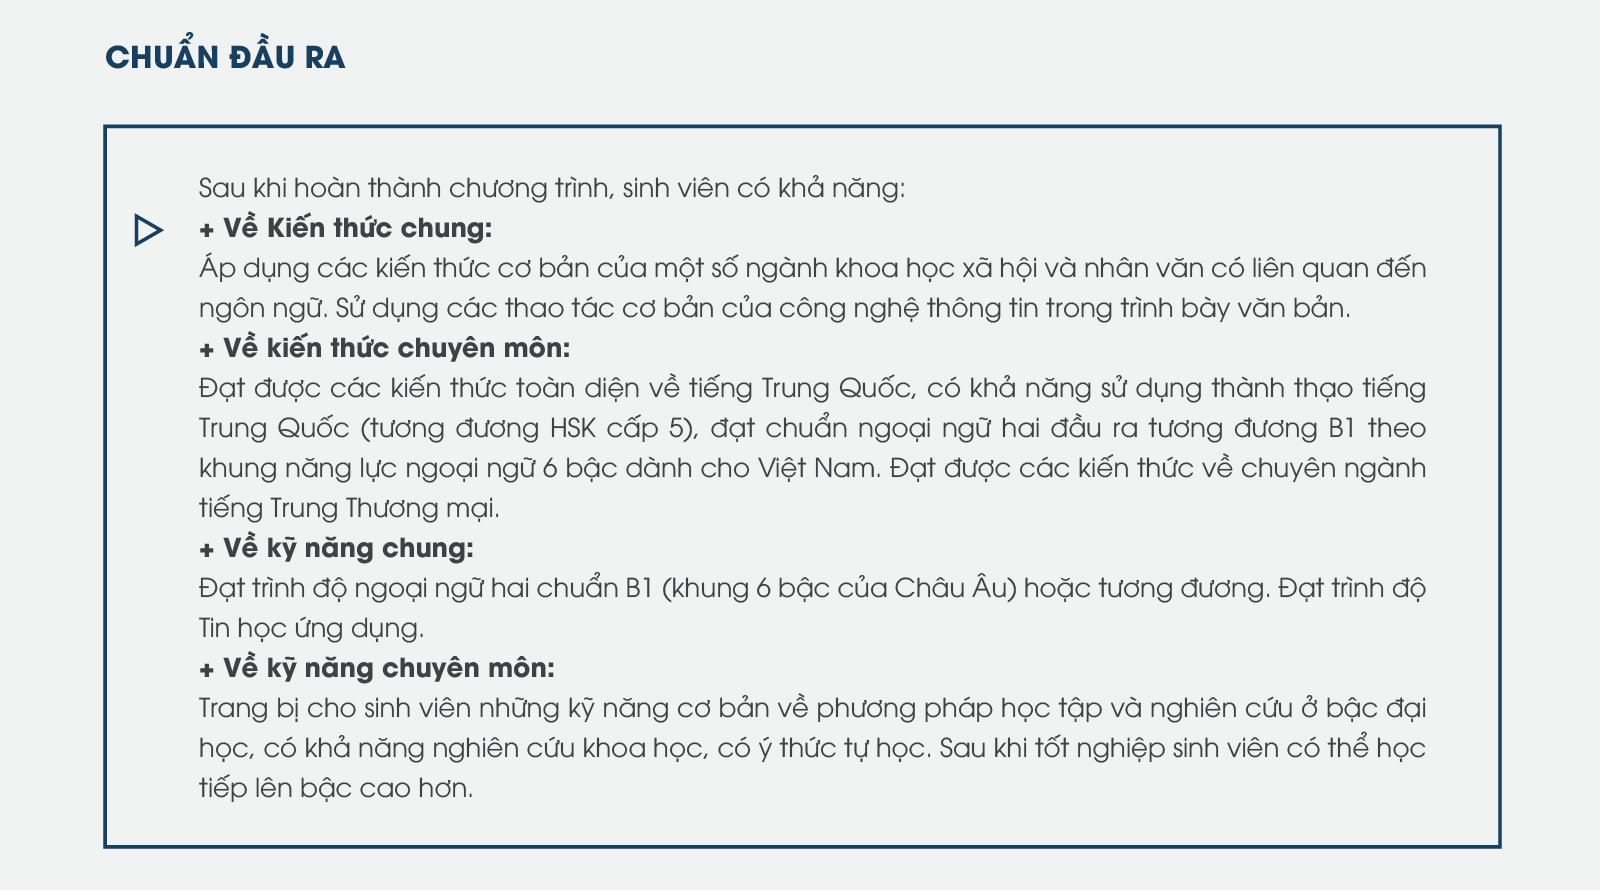 CHUẨN ĐẦU RA
Sau khi hoàn thành chương trình, sinh viên có khả năng:
+ Về Kiến thức chung:
Áp dụng các kiến thức cơ bản của một số ngành khoa học xã hội và nhân văn có liên quan đến
ngôn ngữ. Sử dụng các thao tác cơ bản của công nghệ thông tin trong trình bày văn bản.
+ Về kiến thức chuyên môn:
Đạt được các kiến thức toàn diện về tiếng Trung Quốc, có khả năng sử dụng thành thạo tiếng
Trung Quốc (tương đương HSK cấp 5), đạt chuẩn ngoại ngữ hai đầu ra tương đương B1 theo
khung năng lực ngoại ngữ 6 bậc dành cho Việt Nam. Đạt được các kiến thức về chuyên ngành
tiếng Trung Thương mại.
+ Về kỹ năng chung:
Đạt trình độ ngoại ngữ hai chuẩn B1 (khung 6 bậc của Châu Âu) hoặc tương đương. Đạt trình độ
Tin học ứng dụng.
+ Về kỹ năng chuyên môn:
Trang bị cho sinh viên những kỹ năng cơ bản về phương pháp học tập và nghiên cứu ở bậc đại
học, có khả năng nghiên cứu khoa học, có ý thức tự học. Sau khi tốt nghiệp sinh viên có thể học
tiếp lên bậc cao hơn.